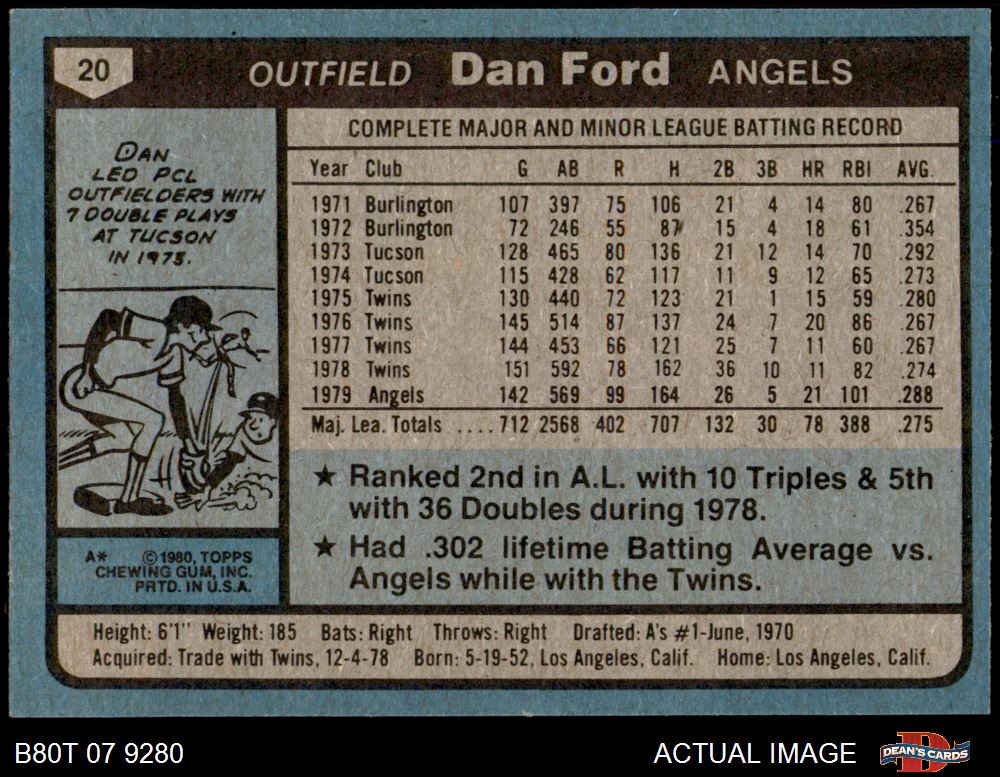 20
OUTFIELD Dan Ford ANGELS
DAN
LED PCL
OUTFIELDERS WITH
7 DOUBLE PLAYS
AT TUCSON
IN 1973.
COMPLETE MAJOR AND MINOR LEAGUE BATTING RECORD
Year Club G AB R H 2B 3B HR RBI AVG.
1971 Burlington 107 397 75 106 21 4 14 80 .267
1972 Burlington 72 246 55 87 15 4 18 61 .354
1973 Tucson 128 465 80 136 21 12 14 70 .292
1974 Tucson 115 428 62 117 11 9 12 65 .273
1975 Twins 130 440 72 123 21 1 15 59 .280
1976 Twins 145 514 87 137 24 7 20 86 .267
1977 Twins 144 453 66 121 25 7 11 60 .267
1978 Twins 151 592 78 162 36 10 11 82 .274
1979 Angels 142 569 99 164 26 5 21 101 .288
Maj. Lea. Totals ....712 2568 402 707 132 30 78 388 .275
★ Ranked 2nd in A.L. with 10 Triples & 5th
with 36 Doubles during 1978.
★ Had .302 lifetime Batting Average vs.
Angels while with the Twins.
A* ©1980, TOPPS
CHEWING GUM, INC.
PRTD. IN U.S.A.
Height: 6'1" Weight: 185 Bats: Right Throws: Right Drafted: A's #1-June, 1970
Acquired: Trade with Twins, 12-4-78 Born: 5-19-52, Los Angeles, Calif. Home: Los Angeles, Calif.
B80T 07 9280 ACTUAL IMAGE DEAN'S CARDS